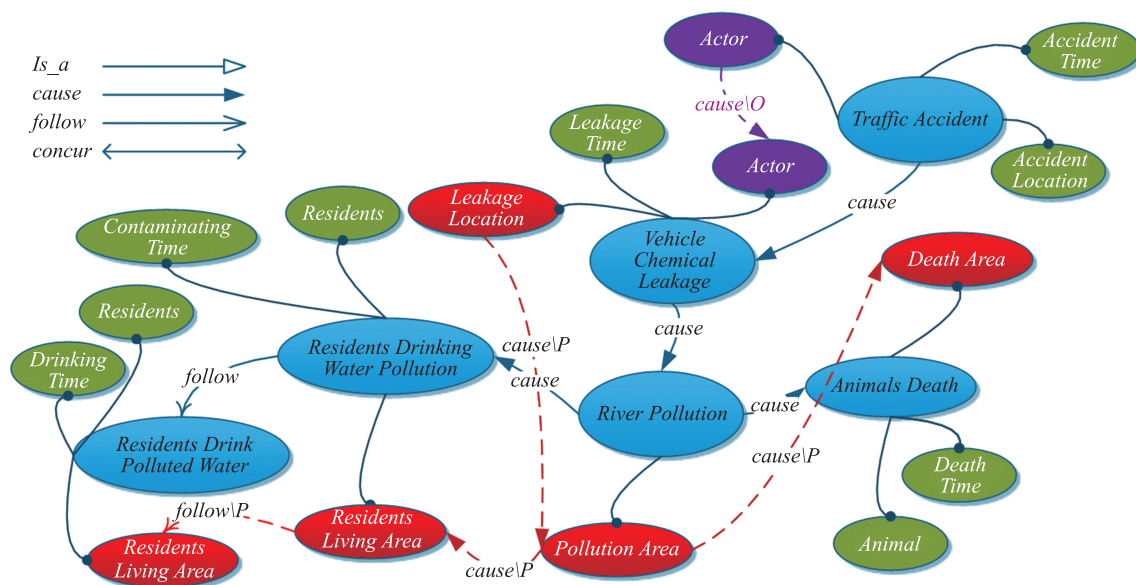 Is_a
cause
follow
concur
Actor
cause\O
Actor
Accident
Time
Traffic Accident
Accident
Location
cause
Leakage
Time
Leakage
Location
Vehicle
Chemical
Leakage
Death Area
Contaminating
Time
Residents
Residents
Drinking
Time
Residents Drinking
Water Pollution
cause\P
cause
cause
follow
River Pollution
cause
Animals Death
Residents Drink
Polluted Water
cause\P
Death
Time
follow\P
Residents
Living Area
Residents
Living Area
cause\P
Pollution Area
Animal